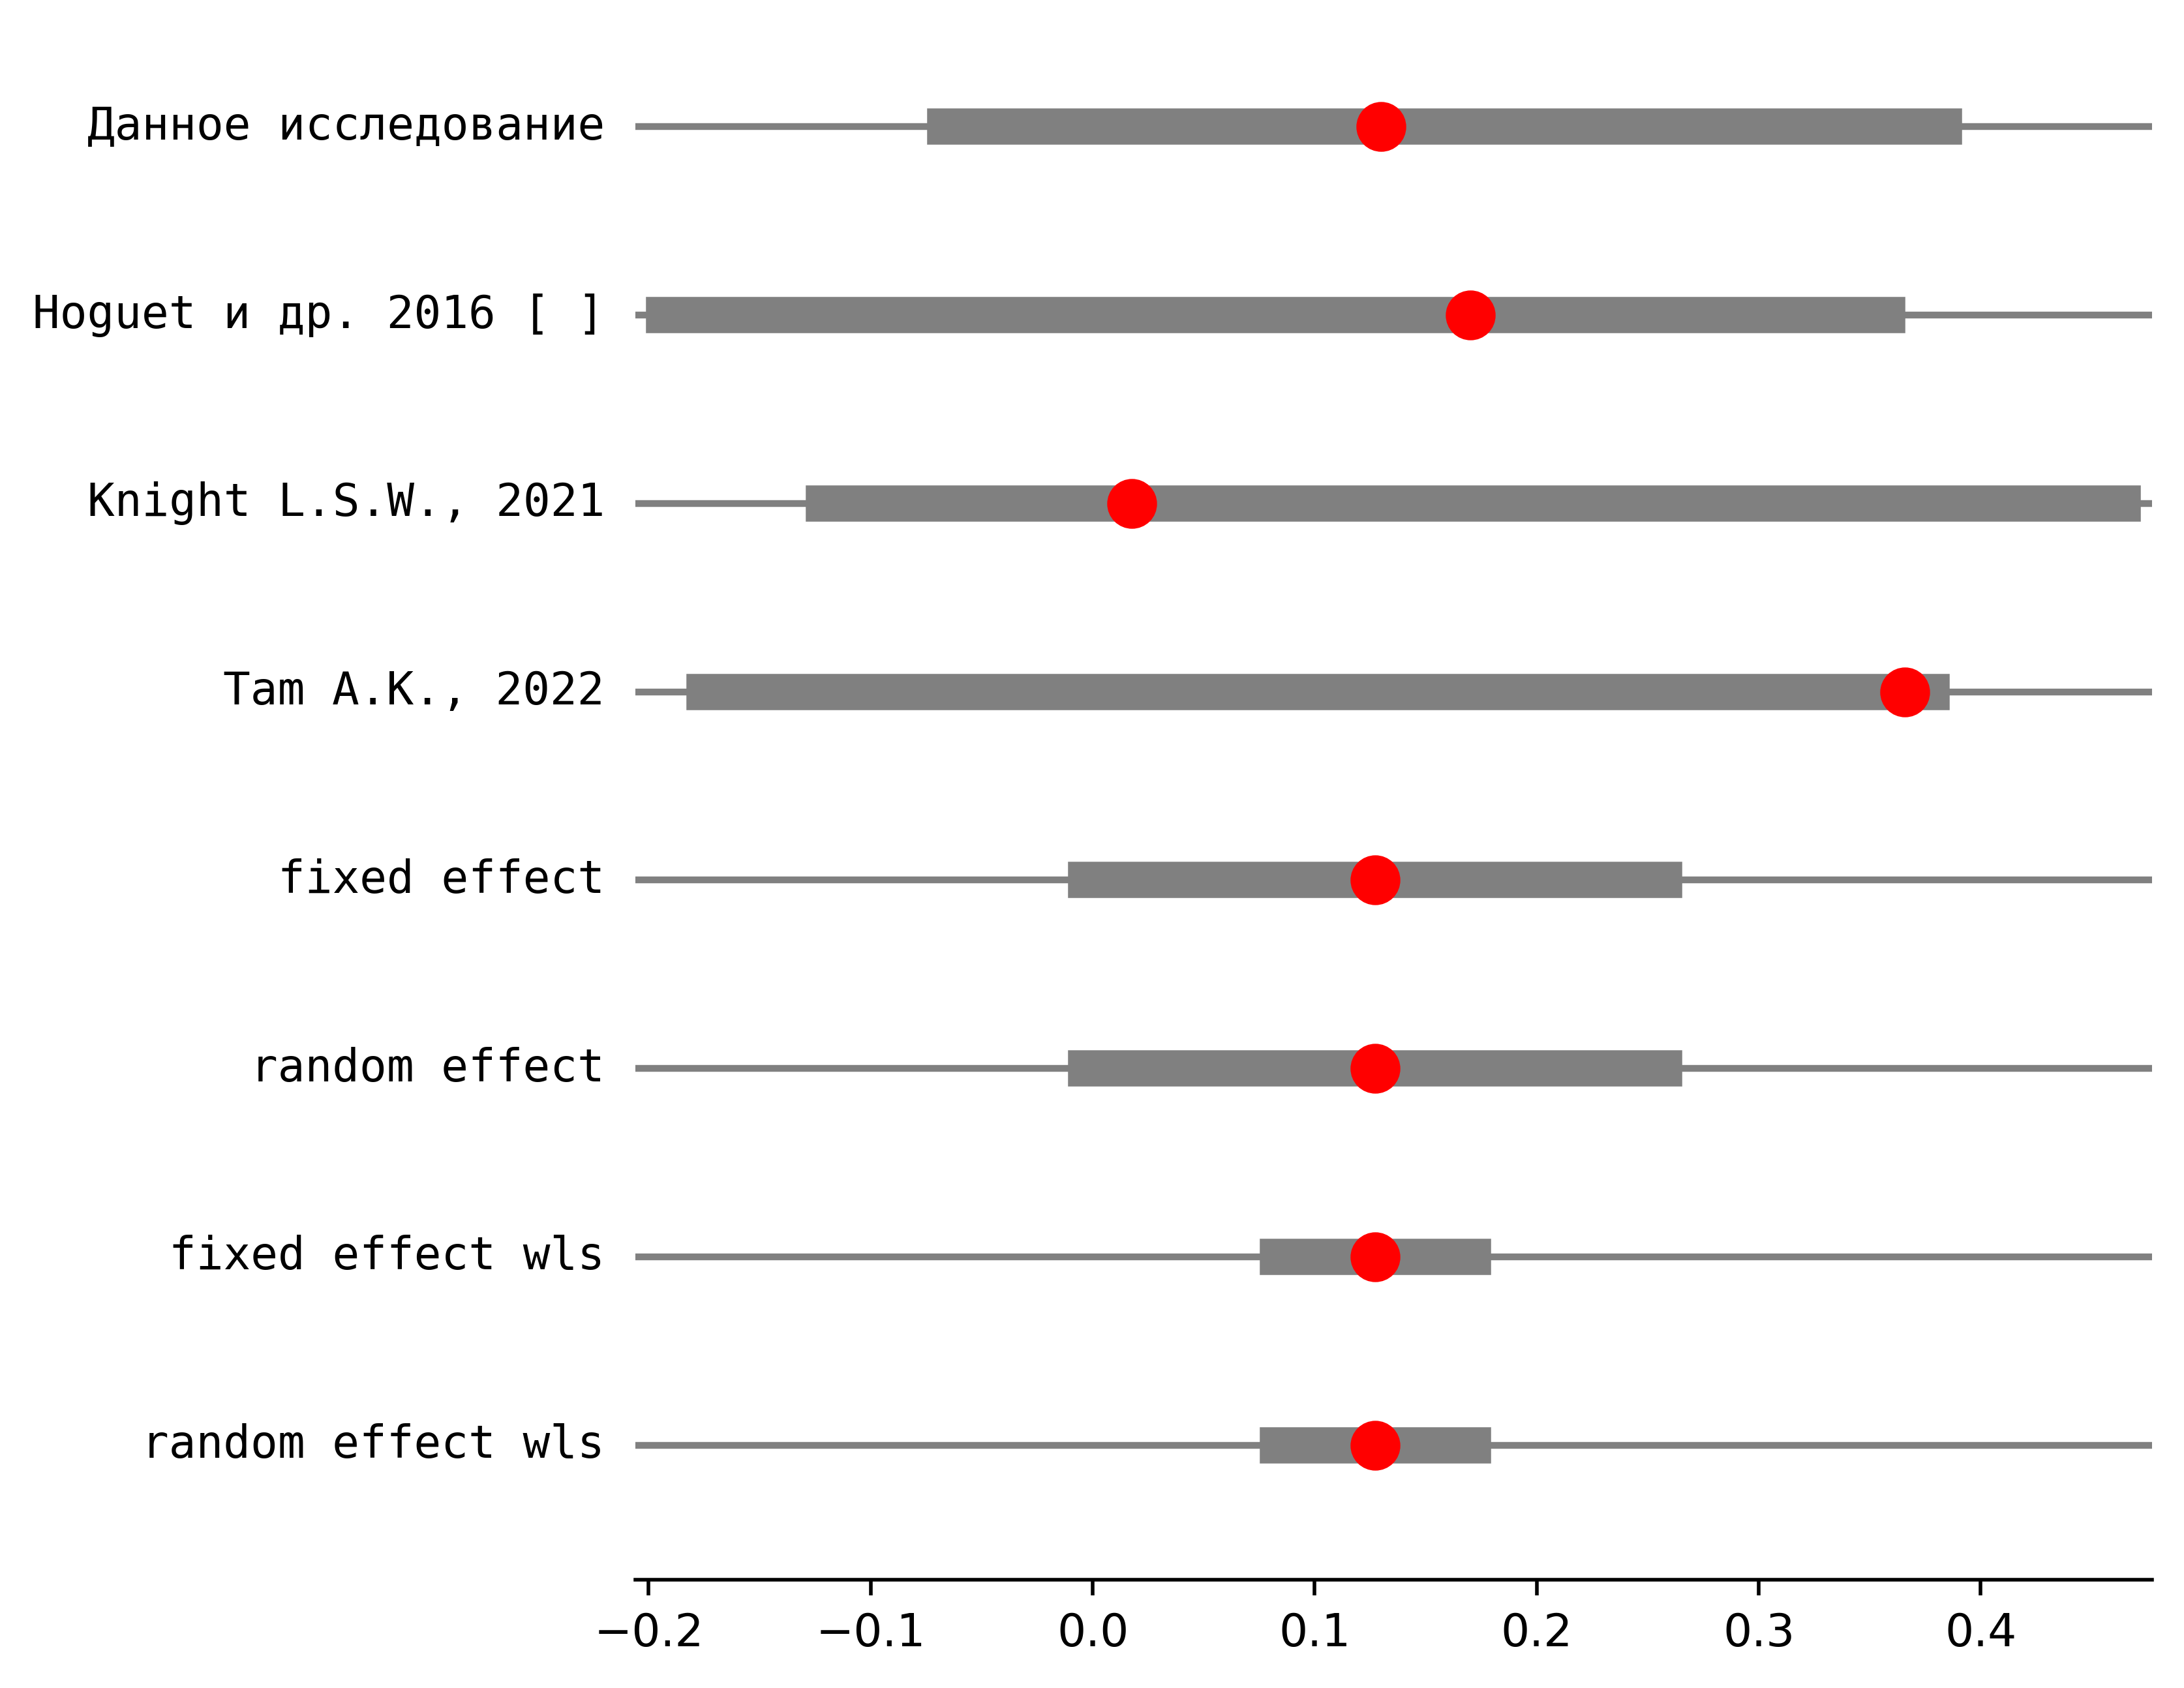 Данное исследование
Hoguet и др. 2016 [ ]
Knight L.S.W., 2021
Tam A.K., 2022
fixed effect
random effect
fixed effect wls
random effect wls
−0.2 −0.1 0.0 0.1 0.2 0.3 0.4